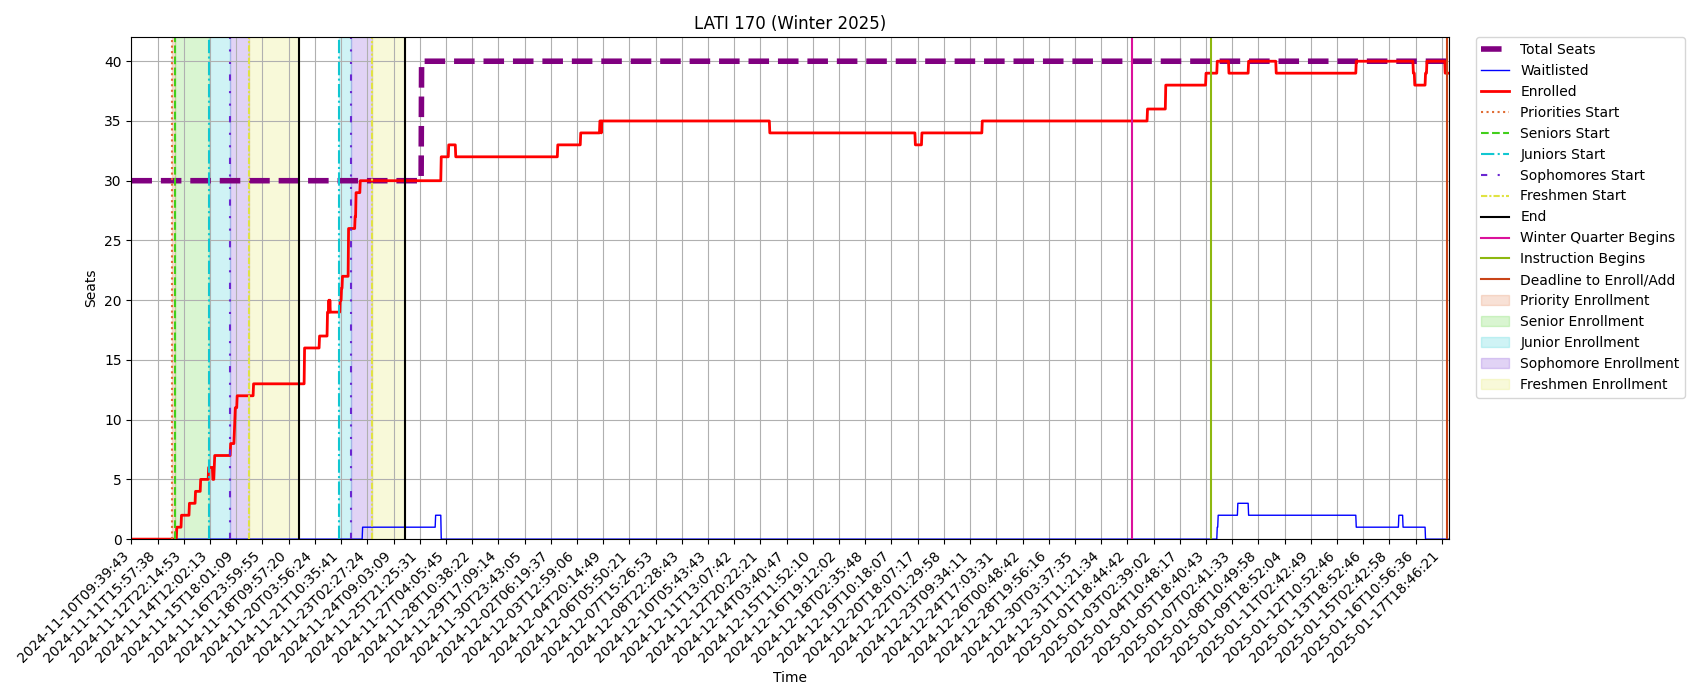 LATI 170 (Winter 2025)
Seats
40
35
30
25
20
15
10
5
0
2024-11-10T09:39:43
2024-11-11T15:57:38
2024-11-12T22:14:53
2024-11-14T12:02:13
2024-11-15T18:01:09
2024-11-16T23:59:55
2024-11-18T09:57:20
2024-11-20T03:56:24
2024-11-21T10:35:41
2024-11-23T02:27:24
2024-11-24T09:03:09
2024-11-25T21:25:31
2024-11-27T04:05:45
2024-11-28T10:38:22
2024-11-29T17:09:14
2024-11-30T23:43:05
2024-12-02T06:19:37
2024-12-03T12:59:06
2024-12-04T20:14:49
2024-12-06T05:50:21
2024-12-07T15:26:53
2024-12-08T22:28:43
2024-12-10T05:43:43
2024-12-11T13:07:42
2024-12-12T20:22:21
2024-12-14T03:40:47
2024-12-15T11:52:10
2024-12-16T19:12:02
2024-12-18T02:35:48
2024-12-19T10:18:07
2024-12-20T18:07:17
2024-12-22T01:29:58
2024-12-23T09:34:11
2024-12-24T17:03:31
2024-12-26T00:48:42
2024-12-28T19:56:16
2024-12-30T03:37:35
2024-12-31T11:21:34
2025-01-01T18:44:42
2025-01-03T02:39:02
2025-01-04T10:48:17
2025-01-05T18:40:43
2025-01-07T02:41:33
2025-01-08T10:49:58
2025-01-09T18:52:04
2025-01-11T02:42:49
2025-01-12T10:52:46
2025-01-13T18:52:46
2025-01-15T02:42:58
2025-01-16T10:56:36
2025-01-17T18:46:21
Time
Total Seats
Waitlisted
Enrolled
Priorities Start
Seniors Start
Juniors Start
Sophomores Start
Freshmen Start
End
Winter Quarter Begins
Instruction Begins
Deadline to Enroll/Add
Priority Enrollment
Senior Enrollment
Junior Enrollment
Sophomore Enrollment
Freshmen Enrollment